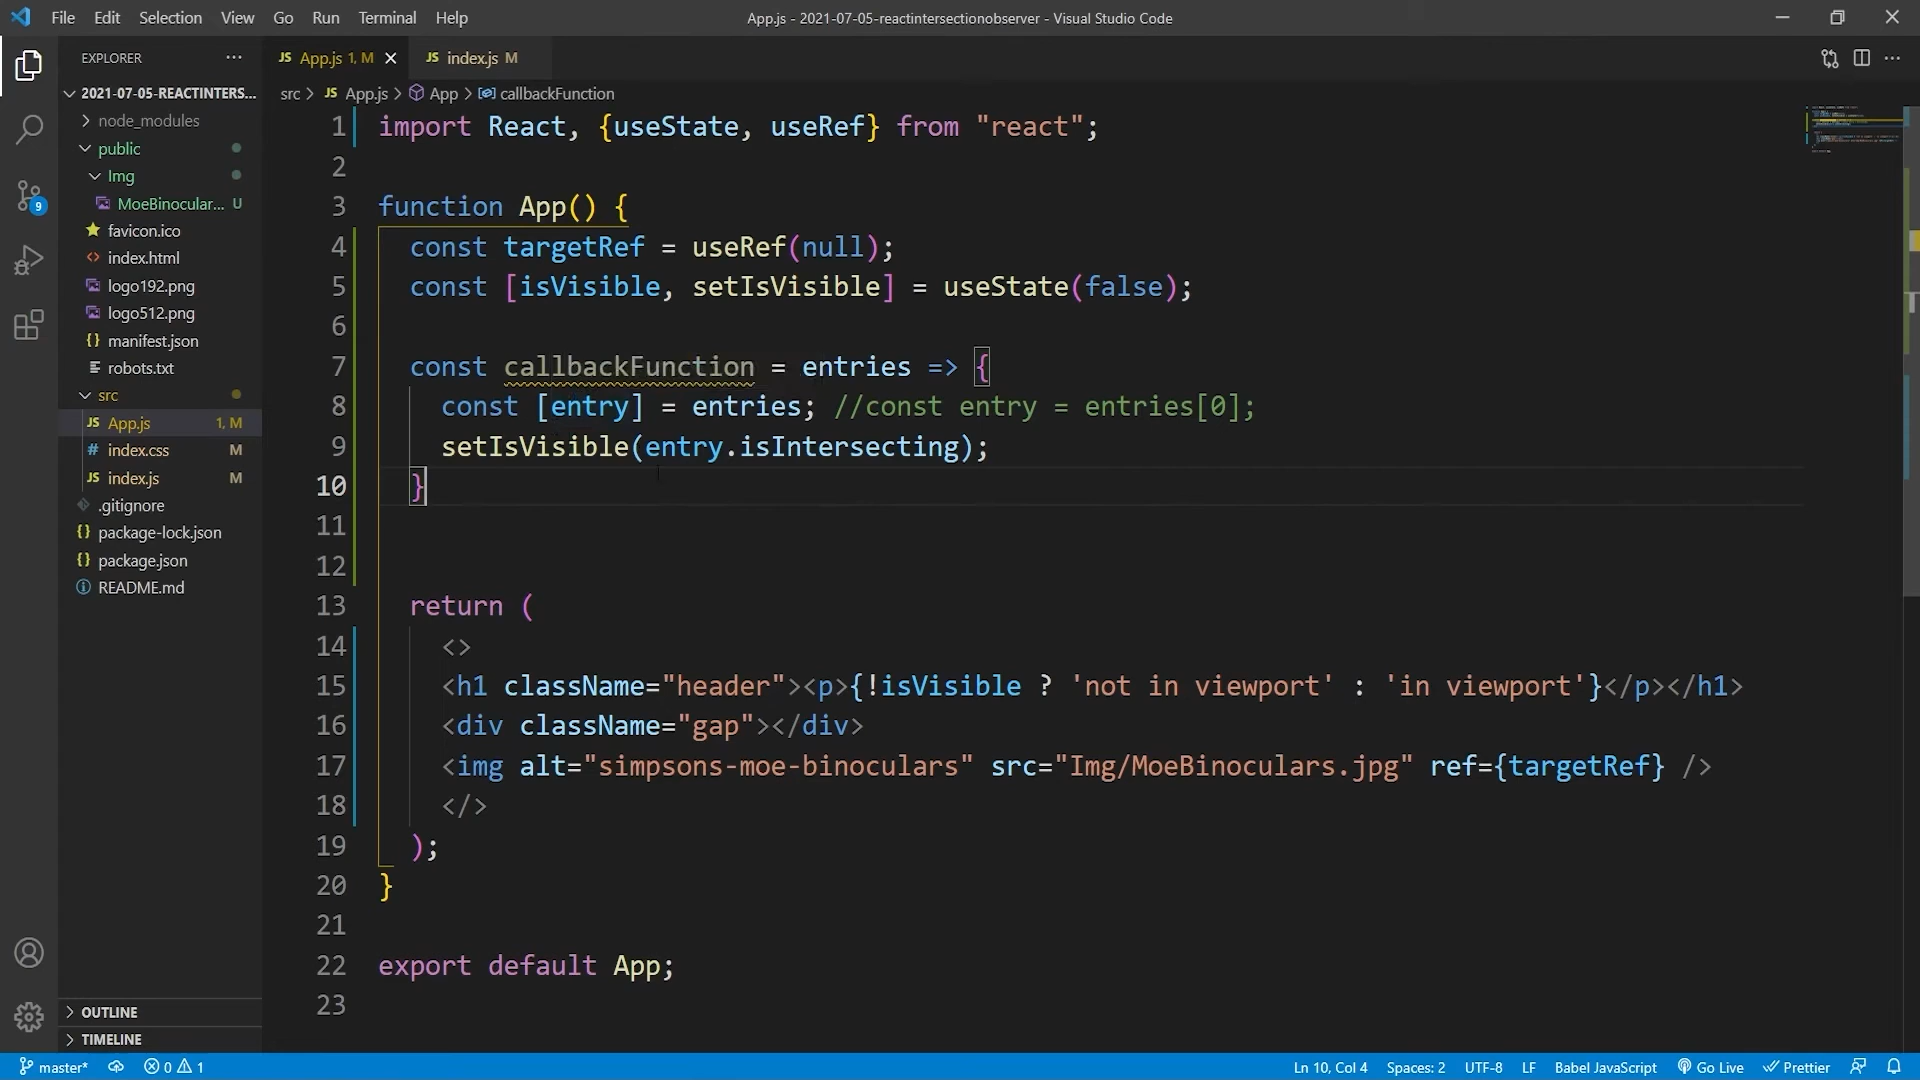 File Edit Selection View Go Run Terminal Help
App.js - 2021-07-05-reactintersectionobserver - Visual Studio Code
EXPLORER
JS App.js 1, M
JS index.js M
2021-07-05-REACTINTERS...
src > JS App.js > App > callbackFunction
node_modules
public
Img
MoeBinocular... U
favicon.ico
index.html
logo192.png
logo512.png
manifest.json
robots.txt
src
JS App.js 1, M
# index.css M
JS index.js M
.gitignore
package-lock.json
package.json
README.md
OUTLINE
TIMELINE
9
1 import React, {useState, useRef} from "react";
2
3 function App() {
4 const targetRef = useRef(null);
5 const [isVisible, setIsVisible] = useState(false);
6
7 const callbackFunction = entries => {
8 const [entry] = entries; //const entry = entries[0];
9 setIsVisible(entry.isIntersecting);
10 }
11
12
13 return (
14 <>
15 <h1 className="header"><p>{!isVisible ? 'not in viewport' : 'in viewport'}</p></h1>
16 <div className="gap"></div>
17 <img alt="simpsons-moe-binoculars" src="Img/MoeBinoculars.jpg" ref={targetRef} />
18 </>
19 );
20 }
21
22 export default App;
23
master* 0 1
Ln 10, Col 4 Spaces: 2 UTF-8 LF Babel JavaScript Go Live Prettier